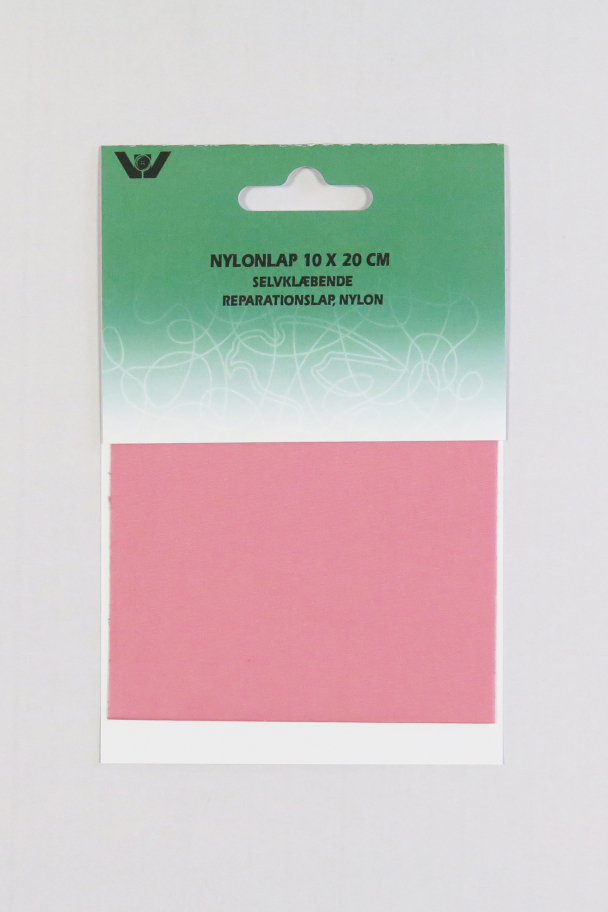 NYLONLAP 10 X 20 CM
SELVKLÆBENDE
REPARATIONSLAP, NYLON